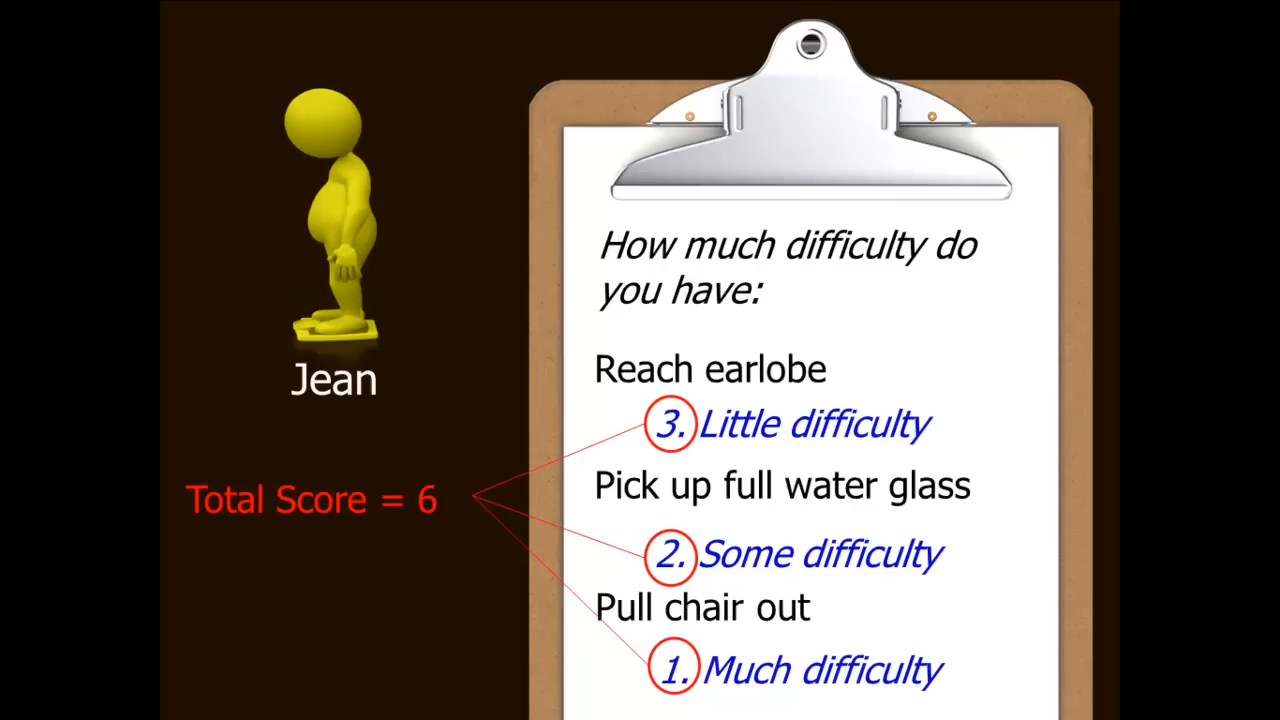 How much difficulty do
you have:
Reach earlobe
3. Little difficulty
Pick up full water glass
2. Some difficulty
Pull chair out
1. Much difficulty
Jean
Total Score = 6